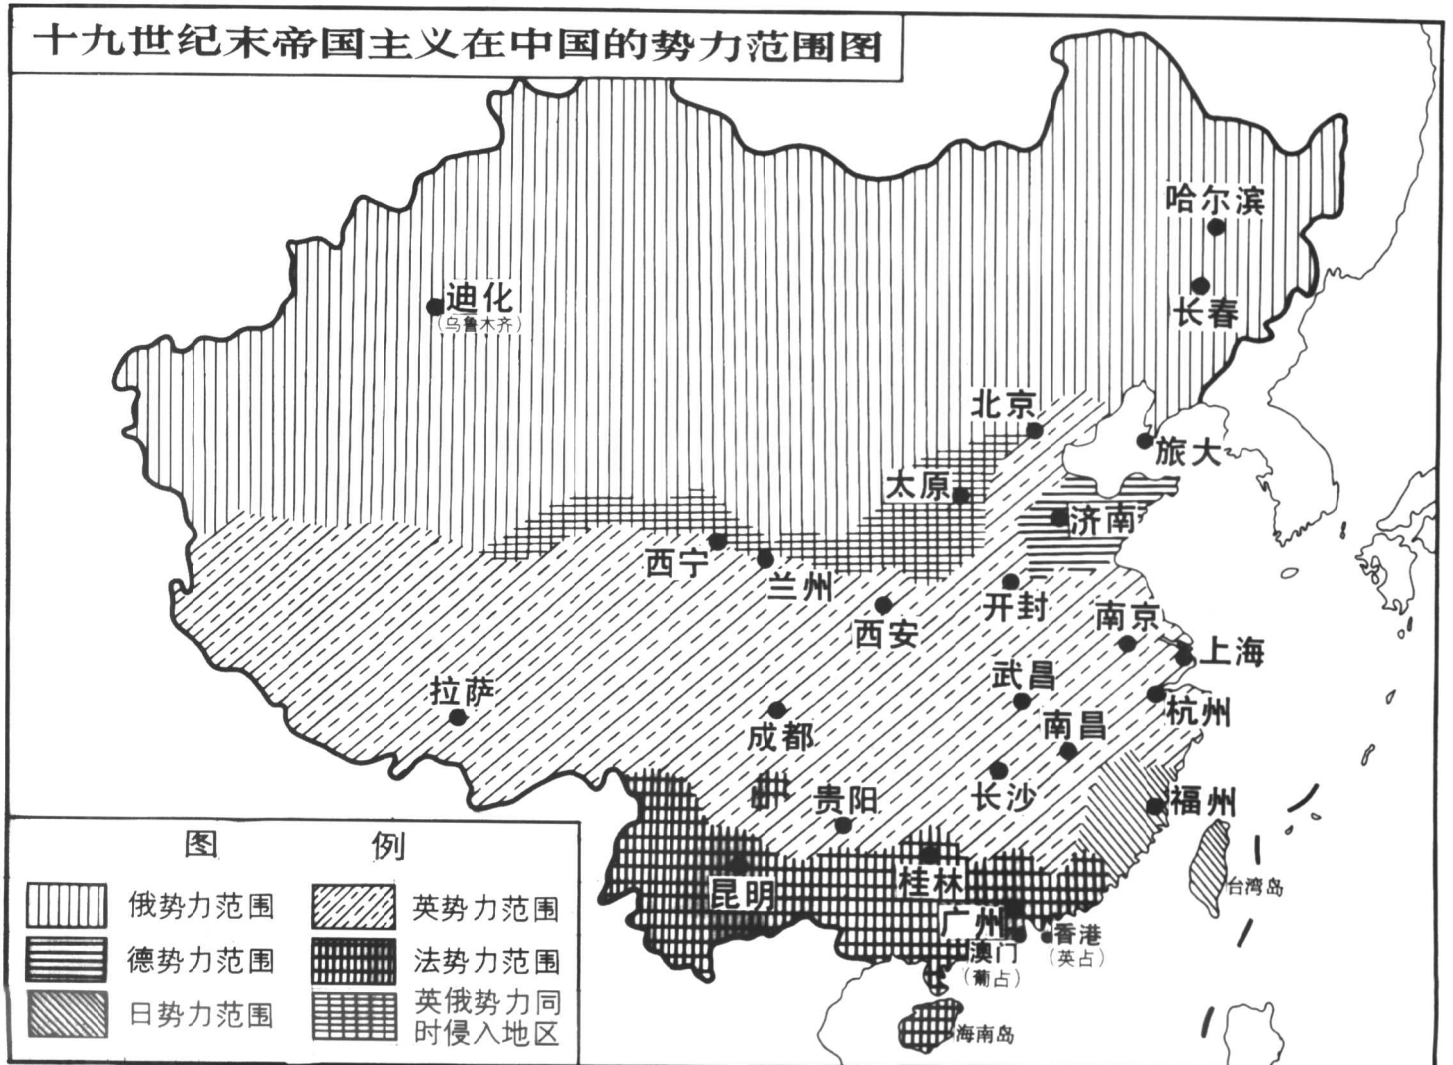 十九世纪末帝国主义在中国的势力范围图
哈尔滨
长春
迪化
(乌鲁木齐)
北京
旅大
太原
济南
西宁
兰州
西安
开封
南京
上海
武昌
杭州
南昌
拉萨
成都
长沙
贵阳
福州
台湾岛
昆明
桂林
广州
香港
(英占)
澳门
(葡占)
海南岛
图 例
俄势力范围
英势力范围
德势力范围
法势力范围
日势力范围
英俄势力同
时侵入地区